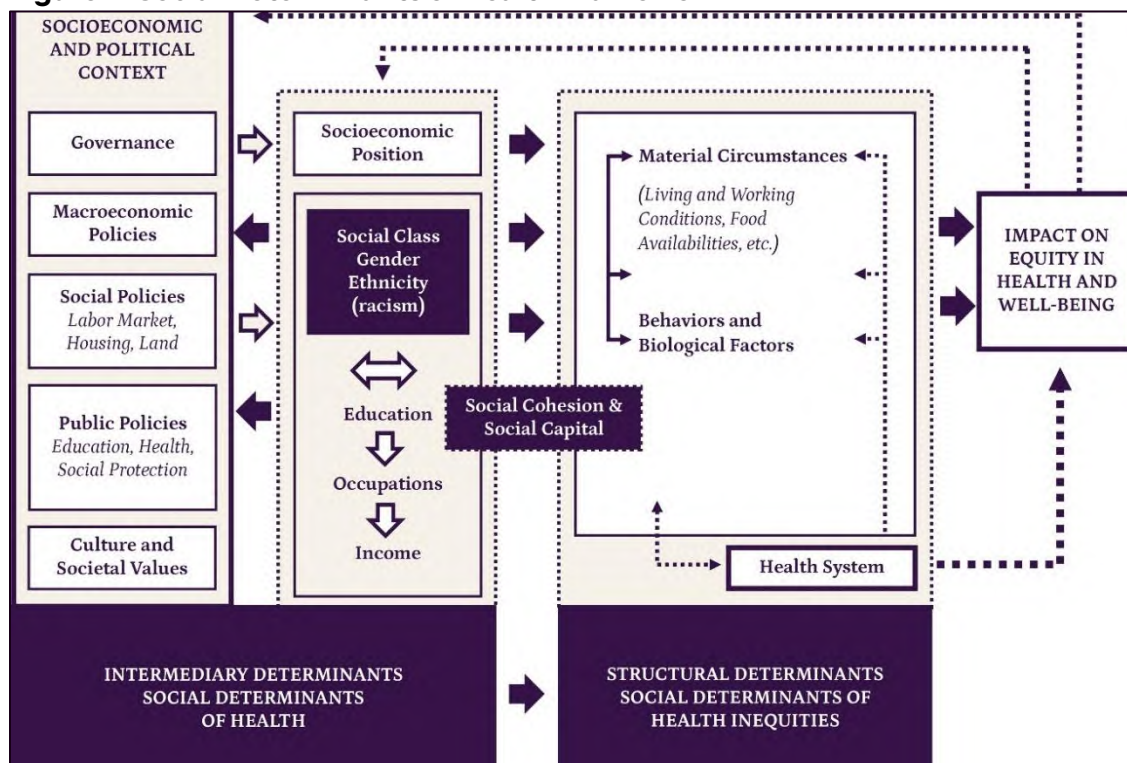 SOCIOECONOMIC
AND POLITICAL
CONTEXT
Governance
Macroeconomic
Policies
Social Policies
Labor Market,
Housing, Land
Public Policies
Education, Health,
Social Protection
Culture and
Societal Values
Socioeconomic
Position
Social Class
Gender
Ethnicity
(racism)
Education
Occupations
Income
Social Cohesion &
Social Capital
Material Circumstances
(Living and Working
Conditions, Food
Availabilities, etc.)
Behaviors and
Biological Factors
Health System
IMPACT ON
EQUITY IN
HEALTH AND
WELL-BEING
INTERMEDIARY DETERMINANTS
SOCIAL DETERMINANTS
OF HEALTH
STRUCTURAL DETERMINANTS
SOCIAL DETERMINANTS OF
HEALTH INEQUITIES